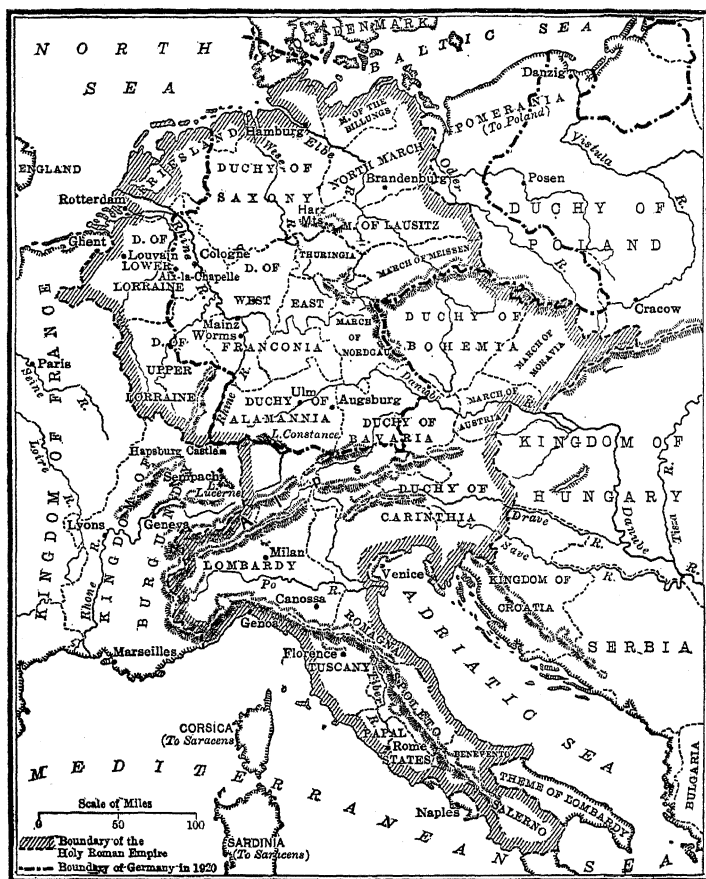 NORTH
SEA
DENMARK
BALTIC SEA
Danzig
POMERANIA
(To Poland)
M. OF THE
BILLUNGS
Vistula
R.
ENGLAND
FRISLAND
Hamburg
Elbe
Weser
DUCHY OF
SAXONY
NORTH MARCH
Brandenburg
Oder
R.
Posen
DUCHY OF
POLAND
Harz
Mts.
M. OF LAUSITZ
Rotterdam
Ghent
D. OF
Louvain
LOWER
LORRAINE
Rhine
R.
Cologne
Aix-la-Chapelle
D. OF
WEST EAST
FRANCONIA
THURINGIA
MARCH OF MEISSEN
Cracow
Mainz
Worms
MARCH
OF
NORDGAU
DUCHY OF
BOHEMIA
MARCH OF
MORAVIA
Paris
Seine
R.
Loire
R.
KINGDOM OF FRANCE
D. OF
UPPER
LORRAINE
Rhine R.
Ulm
Augsburg
DUCHY OF
ALAMANNIA
L. Constance
Danube
R.
DUCHY OF
BAVARIA
MARCH OF
AUSTRIA
Hapsburg Castle
Sempach
Lucerne
ALPS
DUCHY OF
CARINTHIA
KINGDOM OF
HUNGARY
Drave R.
Save R.
Danube
Tisza R.
R.
Lyons
Geneva
Rhone R.
KINGDOM OF
BURGUNDY
Milan
LOMBARDY
Po R.
Venice
Canossa
Genoa
KINGDOM OF
CROATIA
SERBIA
Marseilles
ROMAGNA
Florence
TUSCANY
ADRIATIC SEA
Tiber
R.
SPOLETO
PAPAL
Rome
STATES
BENEVENTO
CORSICA
(To Saracens)
BULGARIA
MEDITERRANEAN SEA
Naples
SALERNO
THEME OF LOMBARDY
SARDINIA
(To Saracens)
Scale of Miles
0 50 100
Boundary of the
Holy Roman Empire
Boundary of Germany in 1920